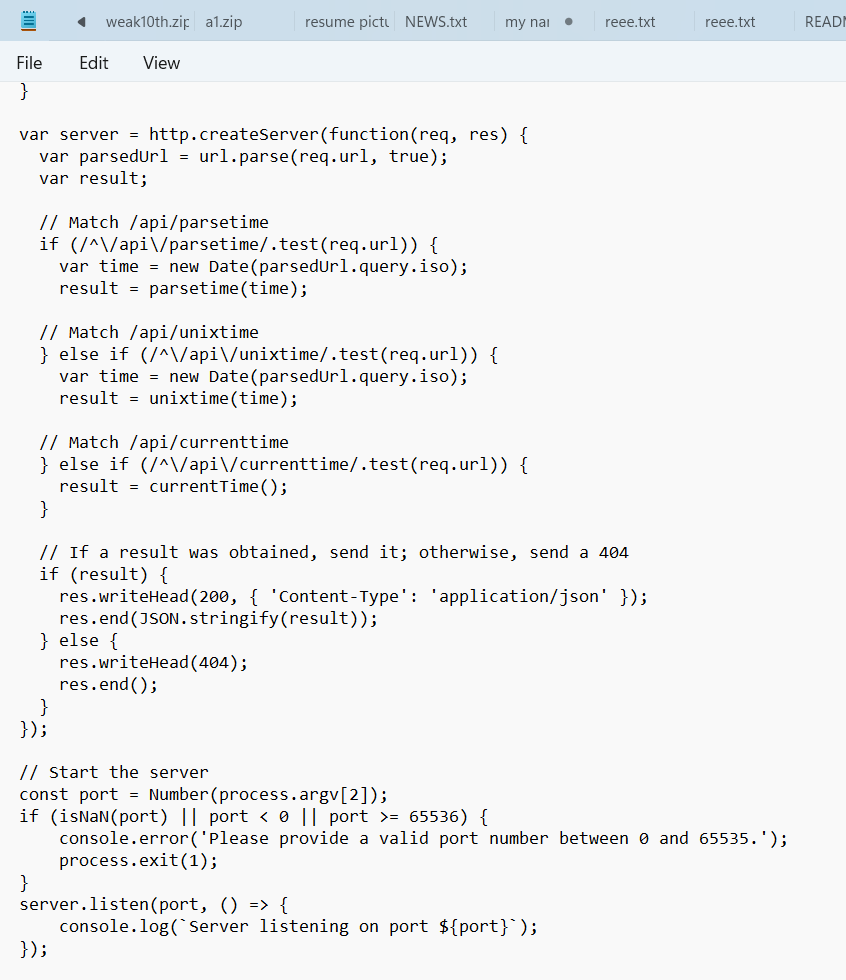 weak10th.zip a1.zip resume pictu NEWS.txt my nar reee.txt reee.txt READM
File Edit View
}
var server = http.createServer(function(req, res) {
  var parsedUrl = url.parse(req.url, true);
  var result;
  // Match /api/parsetime
  if (/^\/api\/parsetime/.test(req.url)) {
    var time = new Date(parsedUrl.query.iso);
    result = parsetime(time);
  // Match /api/unixtime
  } else if (/^\/api\/unixtime/.test(req.url)) {
    var time = new Date(parsedUrl.query.iso);
    result = unixtime(time);
  // Match /api/currenttime
  } else if (/^\/api\/currenttime/.test(req.url)) {
    result = currentTime();
  }
  // If a result was obtained, send it; otherwise, send a 404
  if (result) {
    res.writeHead(200, { 'Content-Type': 'application/json' });
    res.end(JSON.stringify(result));
  } else {
    res.writeHead(404);
    res.end();
  }
});
// Start the server
const port = Number(process.argv[2]);
if (isNaN(port) || port < 0 || port >= 65536) {
    console.error('Please provide a valid port number between 0 and 65535.');
    process.exit(1);
}
server.listen(port, () => {
    console.log(`Server listening on port ${port}`);
});